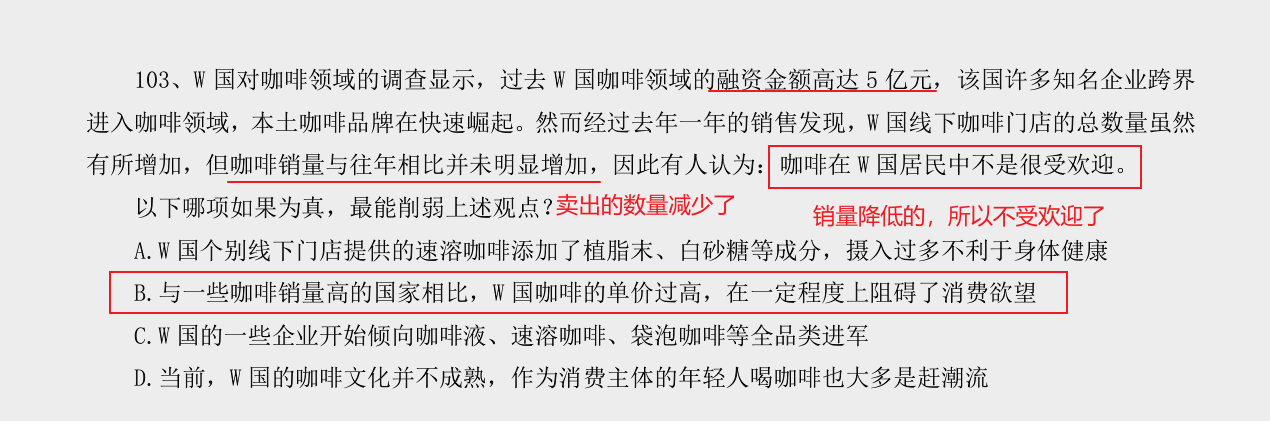 103、W 国对咖啡领域的调查显示，过去 W 国咖啡领域的融资金额高达 5 亿元，该国许多知名企业跨界
进入咖啡领域，本土咖啡品牌在快速崛起。然而经过去年一年的销售发现，W 国线下咖啡门店的总数量虽然
有所增加，但咖啡销量与往年相比并未明显增加，因此有人认为：咖啡在 W 国居民中不是很受欢迎。
以下哪项如果为真，最能削弱上述观点？卖出的数量减少了
销量降低的，所以不受欢迎了
A.W 国个别线下门店提供的速溶咖啡添加了植脂末、白砂糖等成分，摄入过多不利于身体健康
B.与一些咖啡销量高的国家相比，W 国咖啡的单价过高，在一定程度上阻碍了消费欲望
C.W 国的一些企业开始倾向咖啡液、速溶咖啡、袋泡咖啡等全品类进军
D.当前，W 国的咖啡文化并不成熟，作为消费主体的年轻人喝咖啡也大多是赶潮流